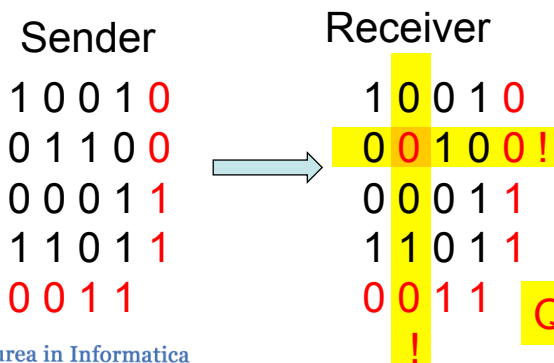 Sender
1 0 0 1 0
0 1 1 0 0
0 0 0 1 1
1 1 0 1 1
0 0 1 1
Receiver
1 0 0 1 0
0 0 1 0 0 !
0 0 0 1 1
1 1 0 1 1
0 0 1 1
!
in Informatica